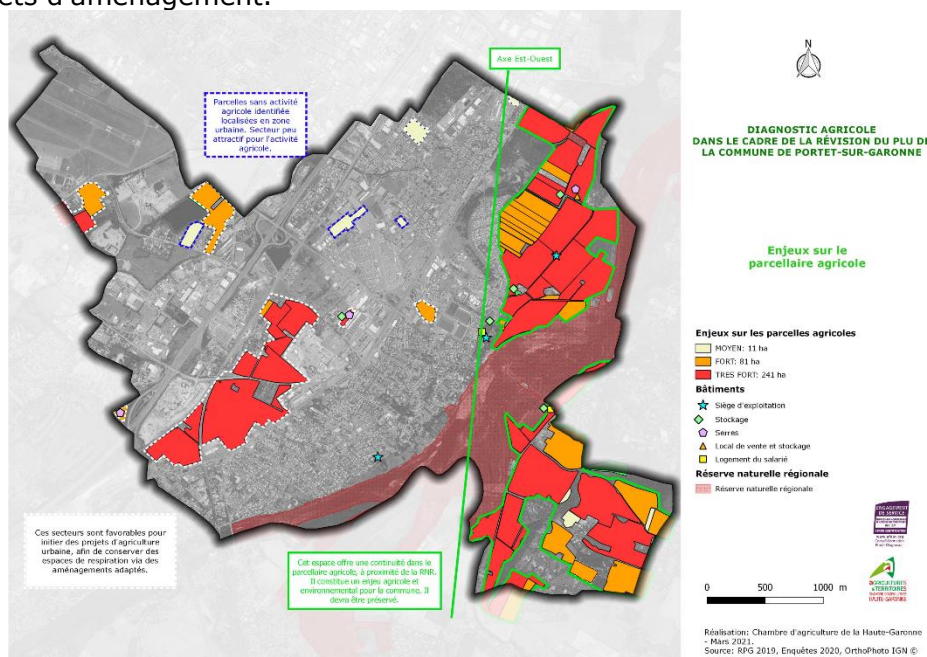 ets d'aménagement.
Axe Est-Ouest
Parcelles sans activité
agricole identifiée
localisées en zone
urbaine. Secteur peu
attractif pour l'activité
agricole.
Ces secteurs sont favorables pour
initier des projets d'agriculture
urbaine, afin de conserver des
espaces de respiration via des
aménagements adaptés.
Cet espace offre une continuité dans le
parcellaire agricole, à proximité de la RNR.
Il constitue un enjeu agricole et
environnemental pour la commune. Il
devra être préservé.
N
DIAGNOSTIC AGRICOLE
DANS LE CADRE DE LA RÉVISION DU PLU DE
LA COMMUNE DE PORTET-SUR-GARONNE
Enjeux sur le
parcellaire agricole
Enjeux sur les parcelles agricoles
MOYEN: 11 ha
FORT: 81 ha
TRES FORT: 241 ha
Bâtiments
Siège d'exploitation
Stockage
Serres
Local de vente et stockage
Logement du salarié
Réserve naturelle régionale
Réserve naturelle régionale
ENGAGEMENT
DE SERVICE
AGRICULTURES
& TERRITOIRES
HAUTE-GARONNE
0 500 1000 m
Réalisation: Chambre d'agriculture de la Haute-Garonne
- Mars 2021.
Source: RPG 2019, Enquêtes 2020, OrthoPhoto IGN ©